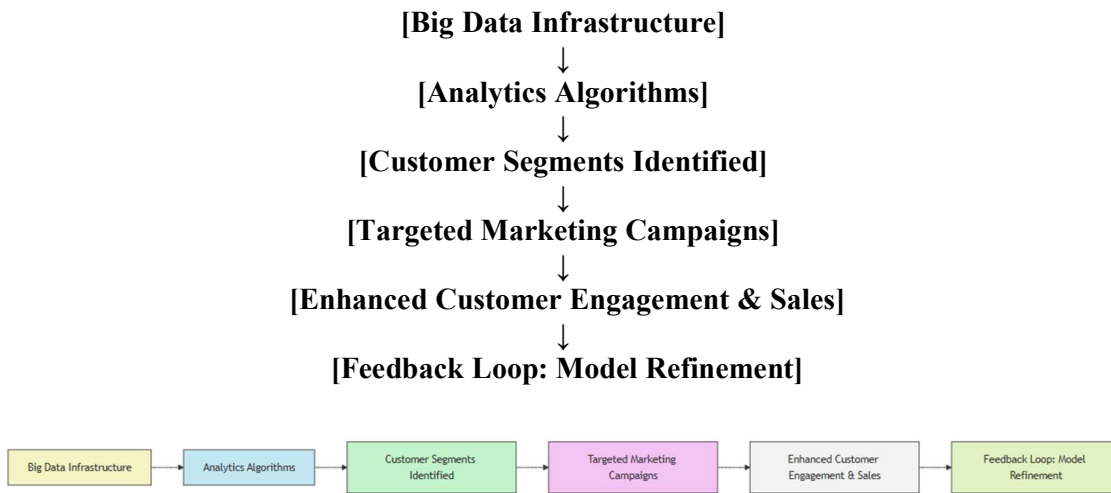 [Big Data Infrastructure]
↓
[Analytics Algorithms]
↓
[Customer Segments Identified]
↓
[Targeted Marketing Campaigns]
↓
[Enhanced Customer Engagement & Sales]
↓
[Feedback Loop: Model Refinement]
Big Data Infrastructure
Analytics Algorithms
Customer Segments
Identified
Targeted Marketing
Campaigns
Enhanced Customer
Engagement & Sales
Feedback Loop: Model
Refinement